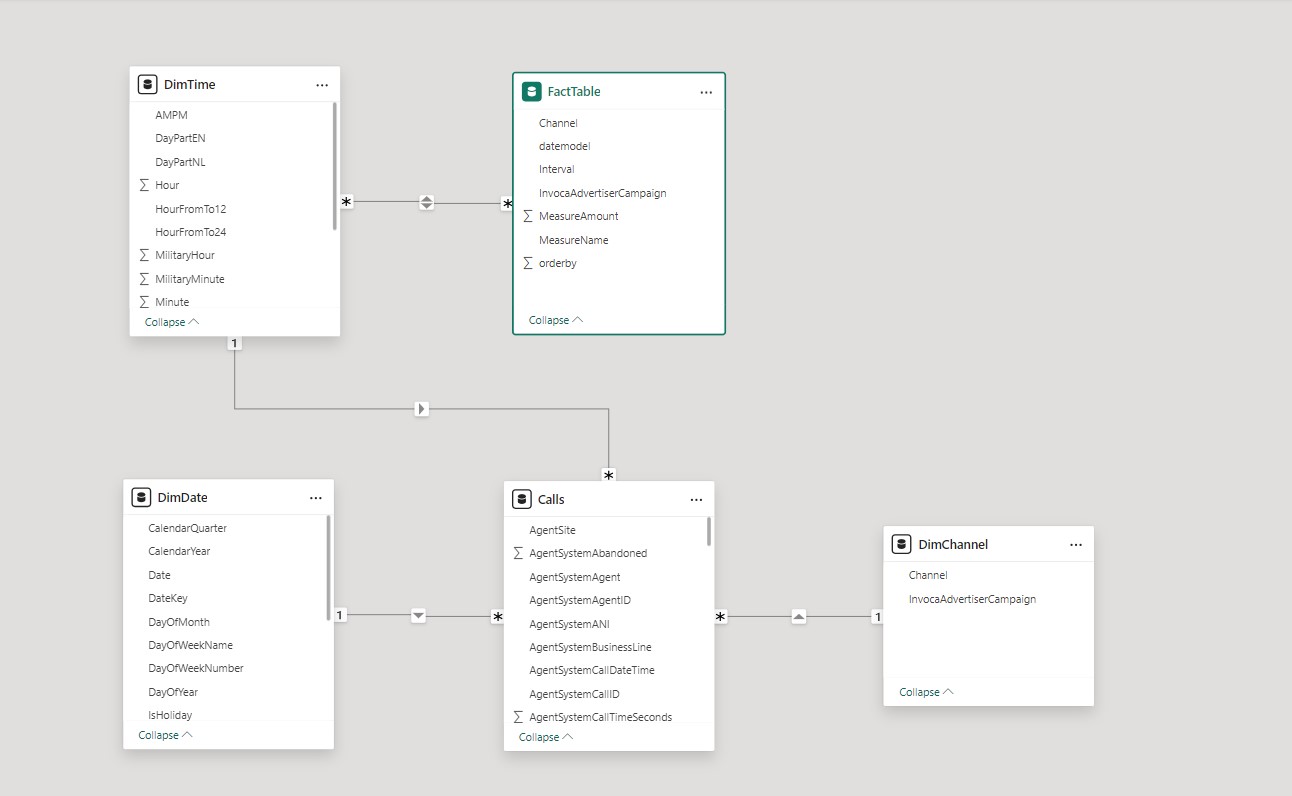 DimTime
...
AMPM
DayPartEN
DayPartNL
∑ Hour
HourFromTo12
HourFromTo24
∑ MilitaryHour
∑ MilitaryMinute
∑ Minute
Collapse
FactTable
...
Channel
datemodel
Interval
InvocaAdvertiserCampaign
∑ MeasureAmount
MeasureName
∑ orderby
Collapse
*
*
1
*
DimDate
...
CalendarQuarter
CalendarYear
Date
DateKey
DayOfMonth
DayOfWeekName
DayOfWeekNumber
DayOfYear
IsHoliday
Collapse
1
*
Calls
...
AgentSite
∑ AgentSystemAbandoned
AgentSystemAgent
AgentSystemAgentID
AgentSystemANI
AgentSystemBusinessLine
AgentSystemCallDateTime
AgentSystemCallID
∑ AgentSystemCallTimeSeconds
Collapse
*
1
DimChannel
...
Channel
InvocaAdvertiserCampaign
Collapse